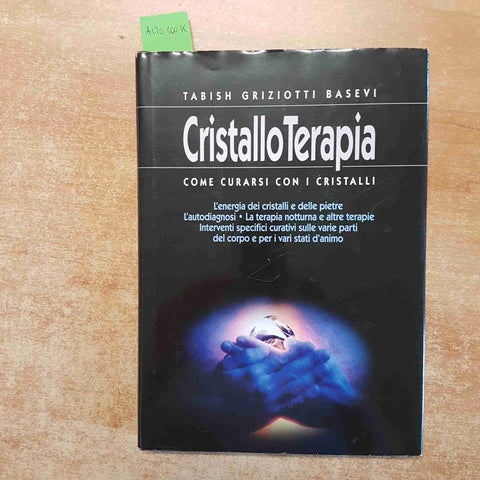 TABISH GRIZIOTTI BASEVI
CristalloTerapia
COME CURARSI CON I CRISTALLI
L'energia dei cristalli e delle pietre
L'autodiagnosi • La terapia notturna e altre terapie
Interventi specifici curativi sulle varie parti
del corpo e per i vari stati d'animo